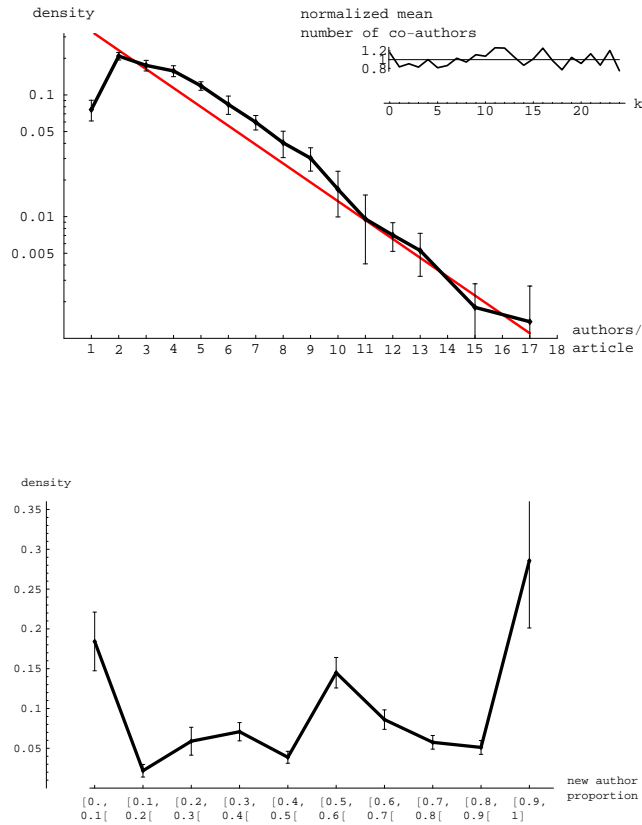 density
normalized mean
number of co-authors
1.2
1
0.8
0 5 10 15 20 k
0.1
0.05
0.01
0.005
authors/
article
1 2 3 4 5 6 7 8 9 10 11 12 13 14 15 16 17 18
density
0.35
0.3
0.25
0.2
0.15
0.1
0.05
new author
proportion
[0., [0.1, [0.2, [0.3, [0.4, [0.5, [0.6, [0.7, [0.8, [0.9,
0.1[ 0.2[ 0.3[ 0.4[ 0.5[ 0.6[ 0.7[ 0.8[ 0.9[ 1]